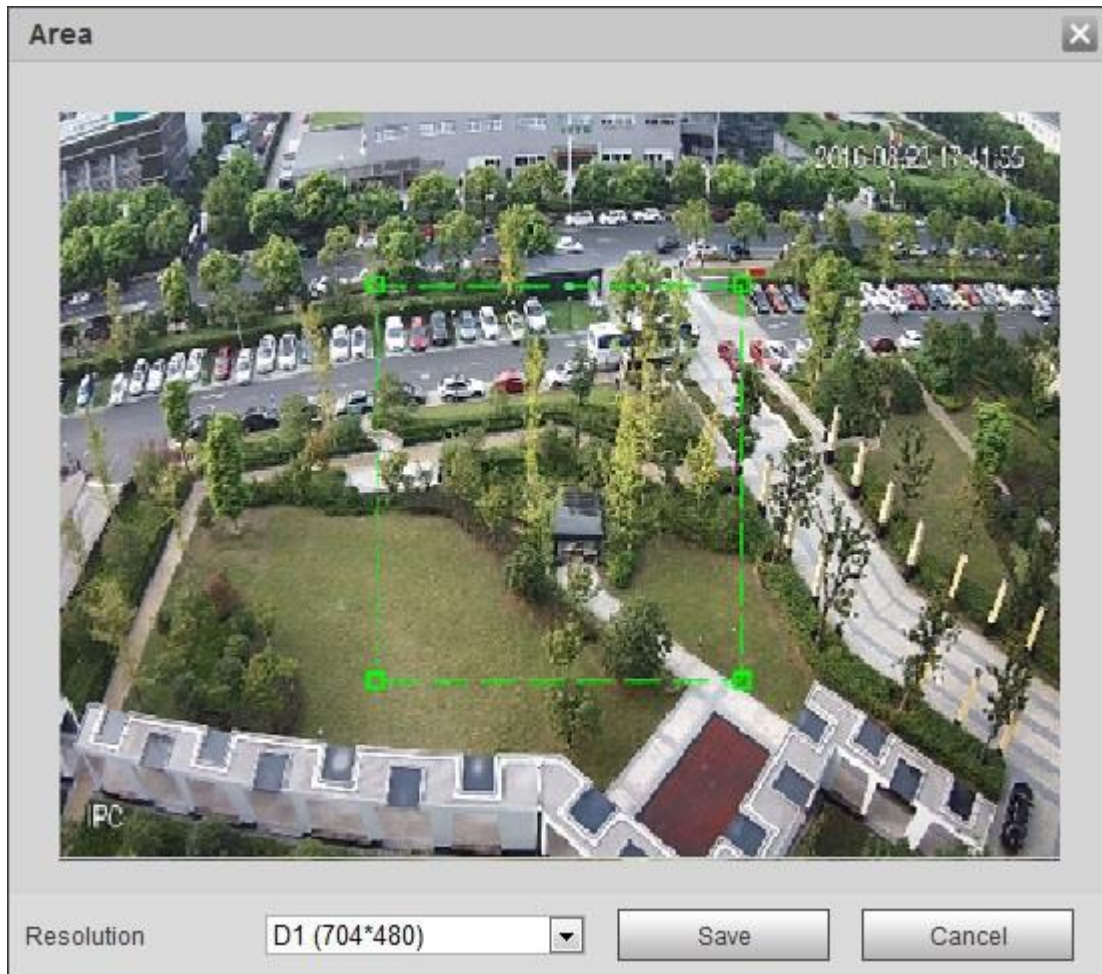 Area
2016-08-23 17:41:55
IPC
Resolution
D1 (704*480)
Save
Cancel